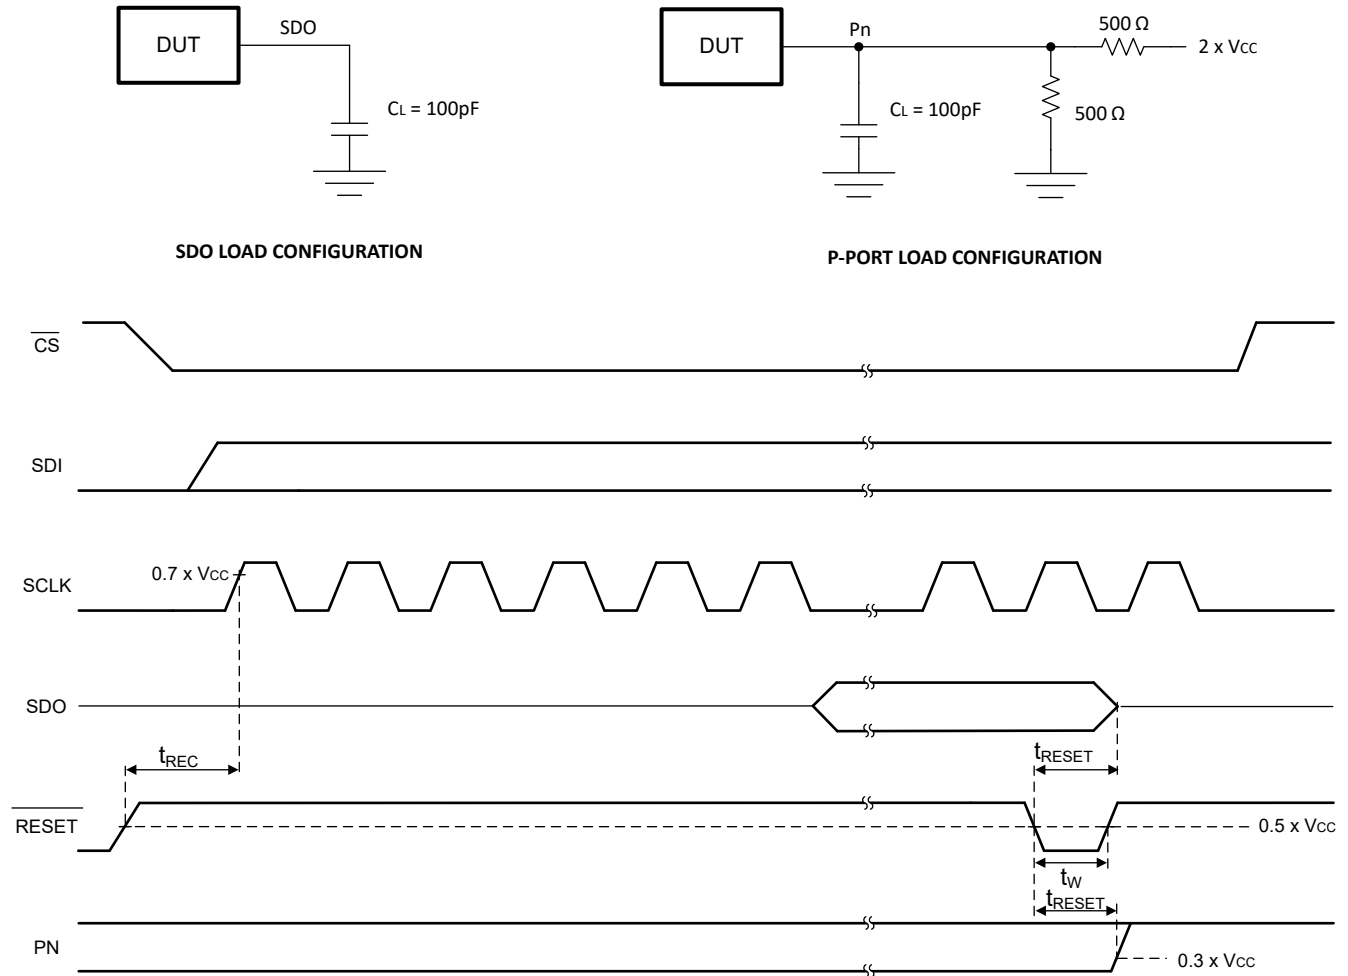 DUT
SDO
CL = 100pF
SDO LOAD CONFIGURATION
DUT
Pn
500 Ω
2 x VCC
CL = 100pF
500 Ω
P-PORT LOAD CONFIGURATION
CS
SDI
SCLK
0.7 x VCC
SDO
tREC
tRESET
RESET
0.5 x VCC
tW
tRESET
PN
0.3 x VCC